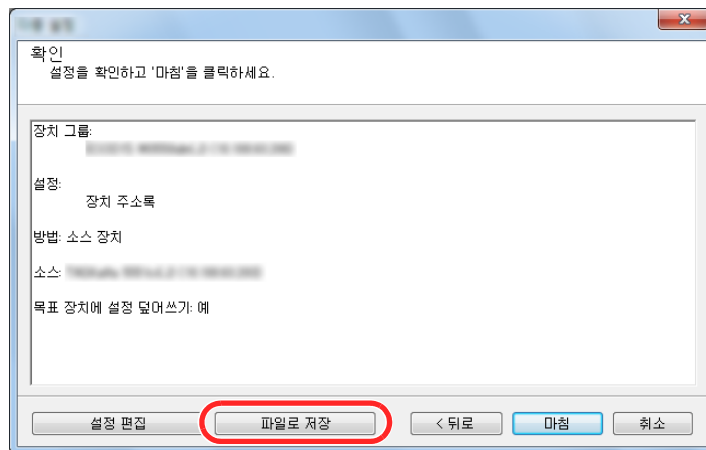 확인
설정을 확인하고 '마침'을 클릭하세요.
장치 그룹:
설정:
장치 주소록
방법: 소스 장치
소스:
목표 장치에 설정 덮어쓰기: 예
설정 편집
파일로 저장
< 뒤로
마침
취소